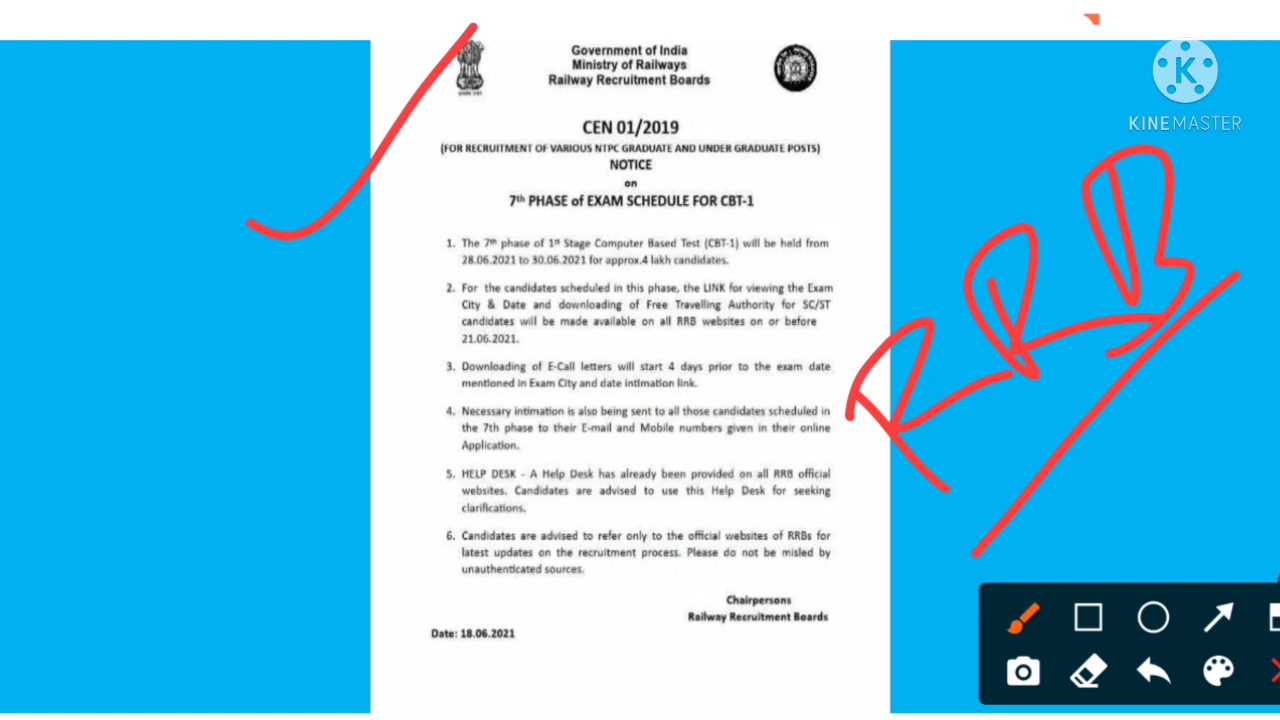 Government of India
Ministry of Railways
Railway Recruitment Boards
CEN 01/2019
(FOR RECRUITMENT OF VARIOUS NTPC GRADUATE AND UNDER GRADUATE POSTS)
NOTICE
on
7th PHASE of EXAM SCHEDULE FOR CBT-1
1. The 7th phase of 1st Stage Computer Based Test (CBT-1) will be held from
28.06.2021 to 30.06.2021 for approx.4 lakh candidates.
2. For the candidates scheduled in this phase, the LINK for viewing the Exam
City & Date and downloading of Free Travelling Authority for SC/ST
candidates will be made available on all RRB websites on or before
21.06.2021.
3. Downloading of E-Call letters will start 4 days prior to the exam date
mentioned in Exam City and date intimation link.
4. Necessary intimation is also being sent to all those candidates scheduled in
the 7th phase to their E-mail and Mobile numbers given in their online
Application.
5. HELP DESK - A Help Desk has already been provided on all RRB official
websites. Candidates are advised to use this Help Desk for seeking
clarifications.
6. Candidates are advised to refer only to the official websites of RRBs for
latest updates on the recruitment process. Please do not be misled by
unauthenticated sources.
Chairpersons
Railway Recruitment Boards
Date: 18.06.2021
K
KINEMASTER
RRB